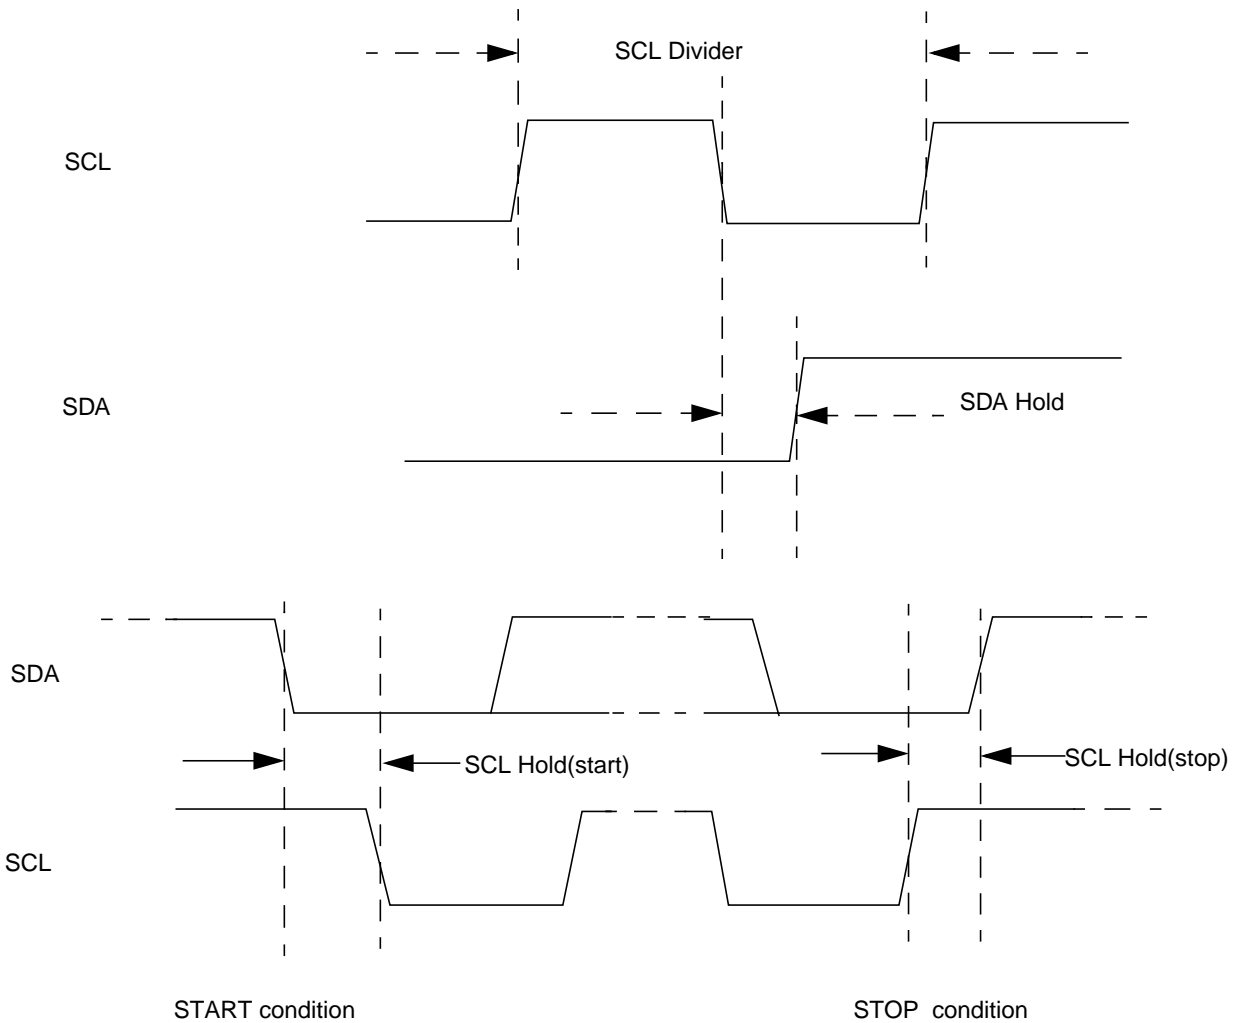 SCL Divider
SCL
SDA
SDA Hold
SDA
SCL Hold(start)
SCL Hold(stop)
SCL
START condition
STOP condition